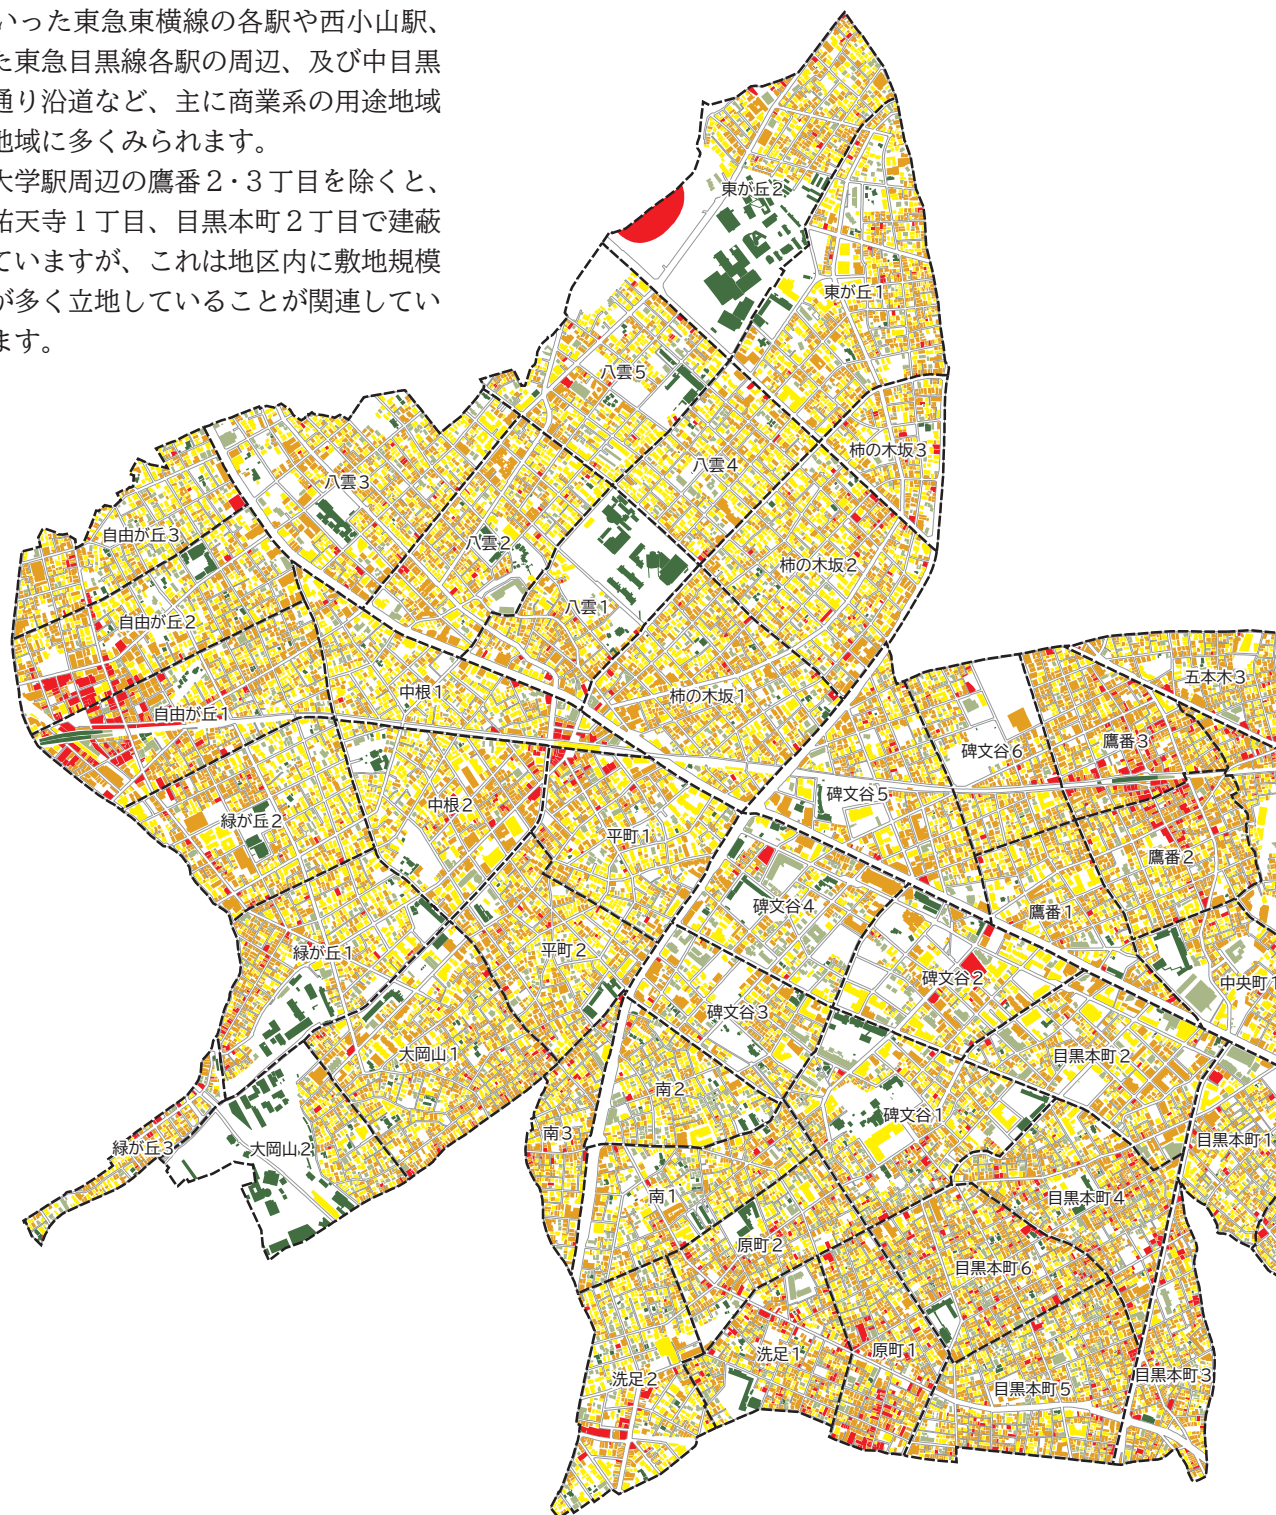 いった東急東横線の各駅や西小山駅、
た東急目黒線各駅の周辺、及び中目黒
通り沿道など、主に商業系の用途地域
地域に多くみられます。
大学駅周辺の鷹番２・３丁目を除くと、
祐天寺１丁目、目黒本町２丁目で建蔽
ていますが、これは地区内に敷地規模
が多く立地していることが関連してい
ます。
東が丘2
東が丘1
八雲5
柿の木坂3
八雲4
八雲3
自由が丘3
八雲2
柿の木坂2
八雲1
自由が丘2
五本木3
中根1
柿の木坂1
自由が丘1
鷹番3
碑文谷6
碑文谷5
中根2
緑が丘2
平町1
鷹番2
碑文谷4
鷹番1
緑が丘1
平町2
碑文谷2
中央町1
碑文谷3
大岡山1
目黒本町2
南2
碑文谷1
南3
緑が丘3
大岡山2
目黒本町1
南1
目黒本町4
原町2
目黒本町6
洗足1
原町1
洗足2
目黒本町5
目黒本町3